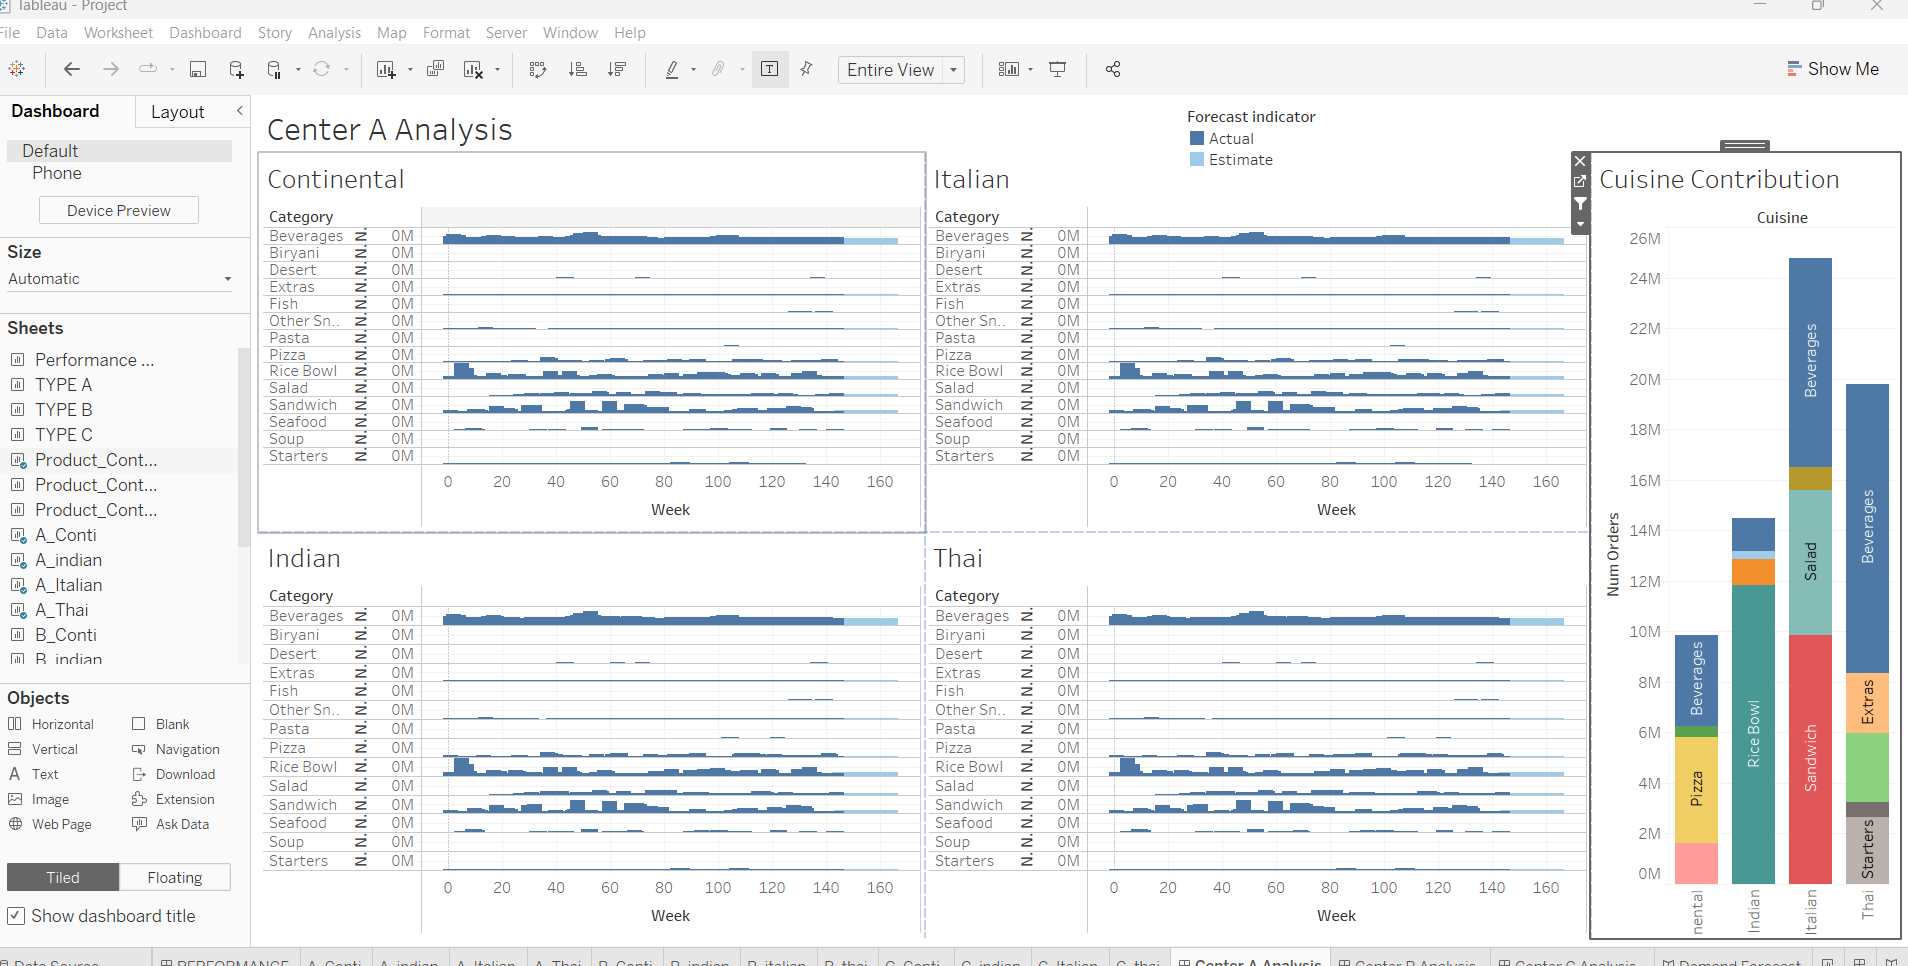 Tableau - Project
File Data Worksheet Dashboard Story Analysis Map Format Server Window Help
Entire View
Show Me
Dashboard
Layout
Default
Phone
Device Preview
Size
Automatic
Sheets
Performance ...
TYPE A
TYPE B
TYPE C
Product_Cont...
Product_Cont...
Product_Cont...
A_Conti
A_indian
A_Italian
A_Thai
B_Conti
B_indian
Objects
Horizontal Blank
Vertical Navigation
Text Download
Image Extension
Web Page Ask Data
Tiled Floating
Show dashboard title
Center A Analysis
Forecast indicator
Actual
Estimate
Continental
Category
Beverages N. 0M
Biryani N. 0M
Desert N. 0M
Extras N. 0M
Fish N. 0M
Other Sn.. N. 0M
Pasta N. 0M
Pizza N. 0M
Rice Bowl N. 0M
Salad N. 0M
Sandwich N. 0M
Seafood N. 0M
Soup N. 0M
Starters N. 0M
0 20 40 60 80 100 120 140 160
Week
Italian
Category
Beverages N. 0M
Biryani N. 0M
Desert N. 0M
Extras N. 0M
Fish N. 0M
Other Sn.. N. 0M
Pasta N. 0M
Pizza N. 0M
Rice Bowl N. 0M
Salad N. 0M
Sandwich N. 0M
Seafood N. 0M
Soup N. 0M
Starters N. 0M
0 20 40 60 80 100 120 140 160
Week
Indian
Category
Beverages N. 0M
Biryani N. 0M
Desert N. 0M
Extras N. 0M
Fish N. 0M
Other Sn.. N. 0M
Pasta N. 0M
Pizza N. 0M
Rice Bowl N. 0M
Salad N. 0M
Sandwich N. 0M
Seafood N. 0M
Soup N. 0M
Starters N. 0M
0 20 40 60 80 100 120 140 160
Week
Thai
Category
Beverages N. 0M
Biryani N. 0M
Desert N. 0M
Extras N. 0M
Fish N. 0M
Other Sn.. N. 0M
Pasta N. 0M
Pizza N. 0M
Rice Bowl N. 0M
Salad N. 0M
Sandwich N. 0M
Seafood N. 0M
Soup N. 0M
Starters N. 0M
0 20 40 60 80 100 120 140 160
Week
Cuisine Contribution
Cuisine
26M
24M
22M
20M
18M
16M
14M
12M
10M
8M
6M
4M
2M
0M
Num Orders
Beverages
Pizza
Rice Bowl
Beverages
Salad
Sandwich
Beverages
Extras
Starters
nental
Indian
Italian
Thai
Data Source PERFORMANCE A_Conti A_indian A_Italian A_Thai B_Conti B_indian B_italian B_thai C_Conti C_indian C_Italian C_thai Center A Analysis Center B Analysis Center C Analysis Demand Forecast